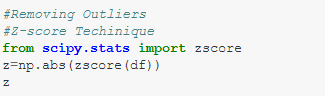 #Removing Outliers
#Z-score Techinique
from scipy.stats import zscore
z=np.abs(zscore(df))
z